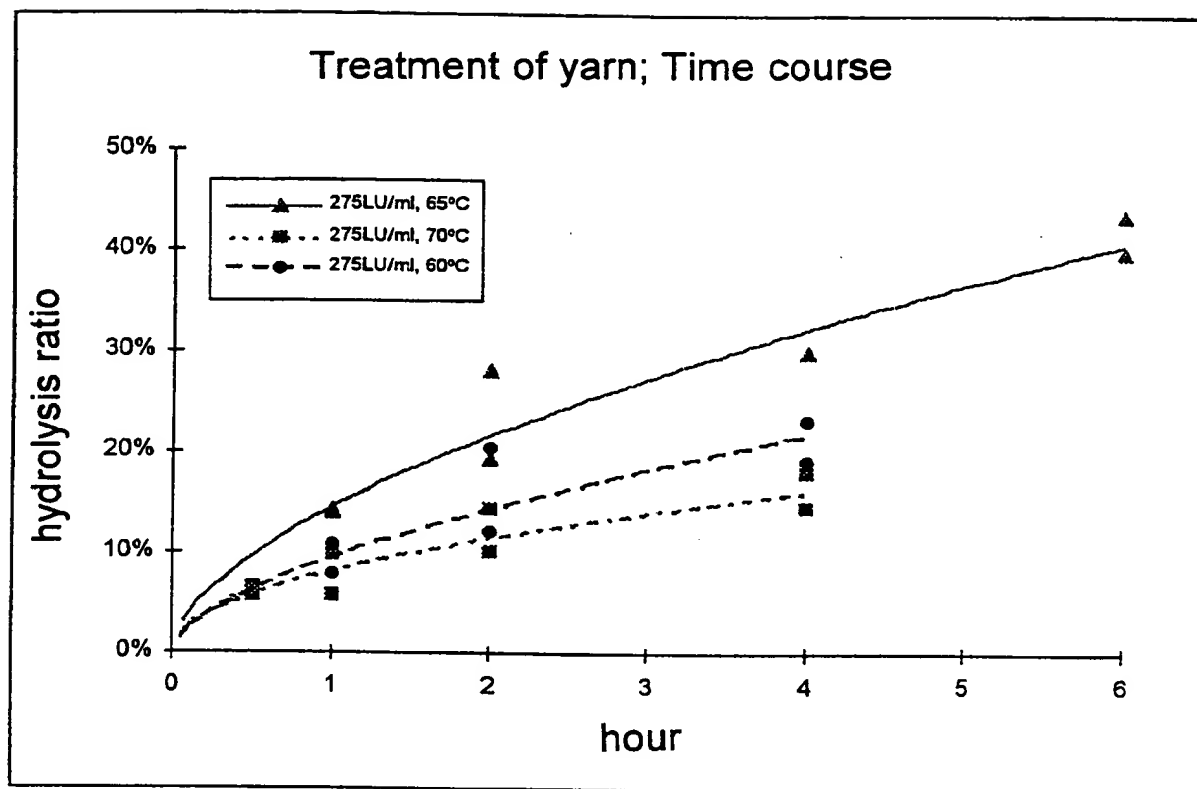 Treatment of yarn; Time course
50%
40%
30%
20%
10%
0%
hydrolysis ratio
275LU/ml, 65°C
275LU/ml, 70°C
275LU/ml, 60°C
0 1 2 3 4 5 6
hour